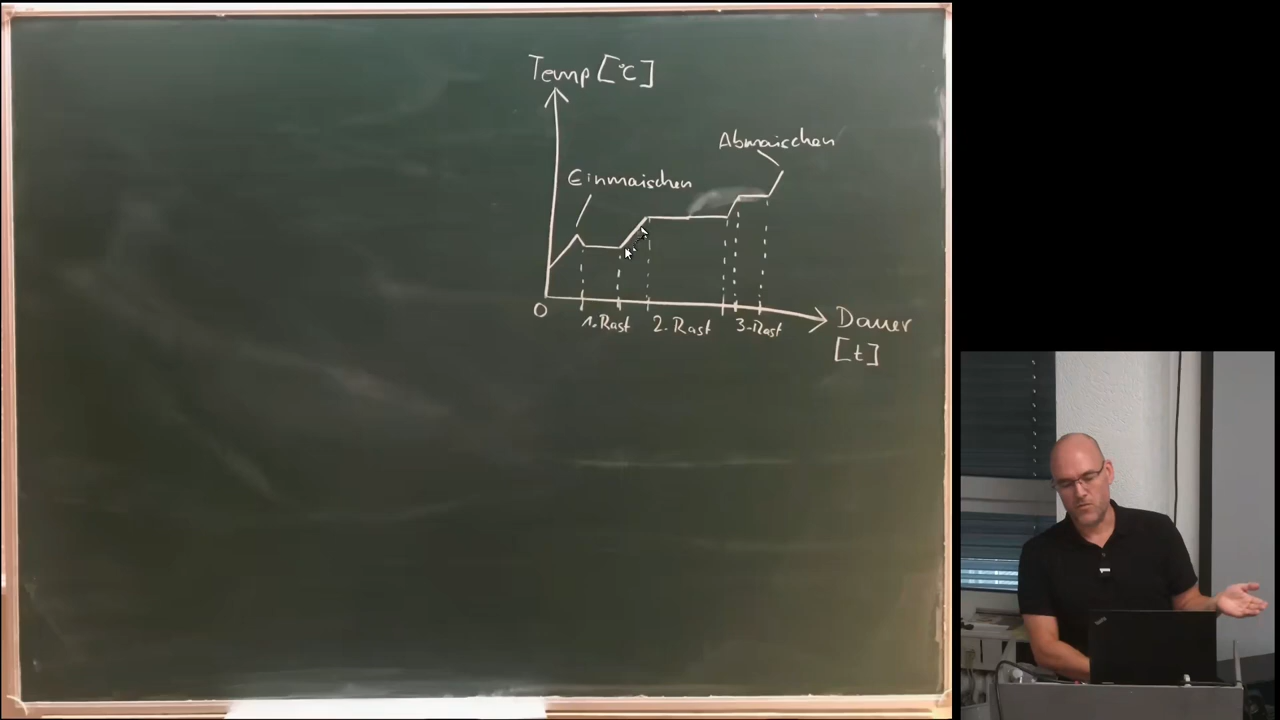 Temp [°C]
Abmaischen
Einmaischen
0
1. Rast 2. Rast 3. Rast
Dauer
[t]